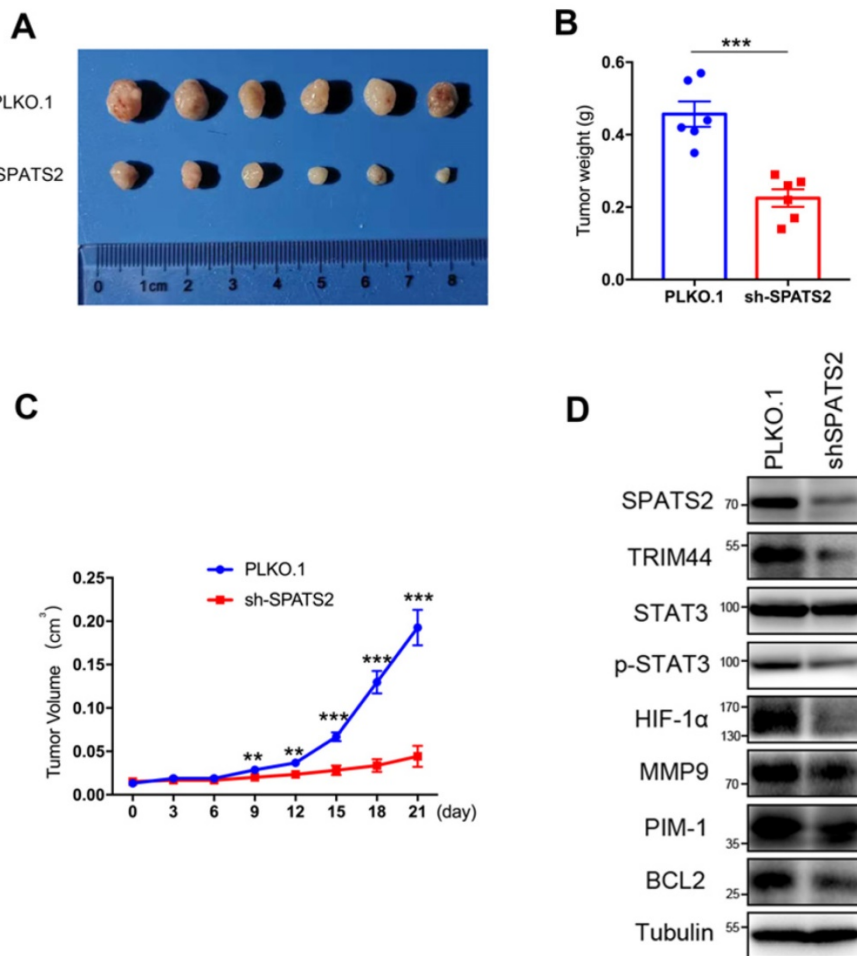 A
PLKO.1
SPATS2
0 1cm 2 3 4 5 6 7 8
B
***
Tumor weight (g)
0.6
0.4
0.2
0.0
PLKO.1 sh-SPATS2
C
PLKO.1
sh-SPATS2
Tumor Volume (cm³)
0.25
0.20
0.15
0.10
0.05
0.00
** ** *** *** ***
0 3 6 9 12 15 18 21 (day)
D
PLKO.1 shSPATS2
SPATS2 70
TRIM44 55
STAT3 100
p-STAT3 100
HIF-1α 170 130
MMP9 70
PIM-1 35
BCL2 25
Tubulin 55